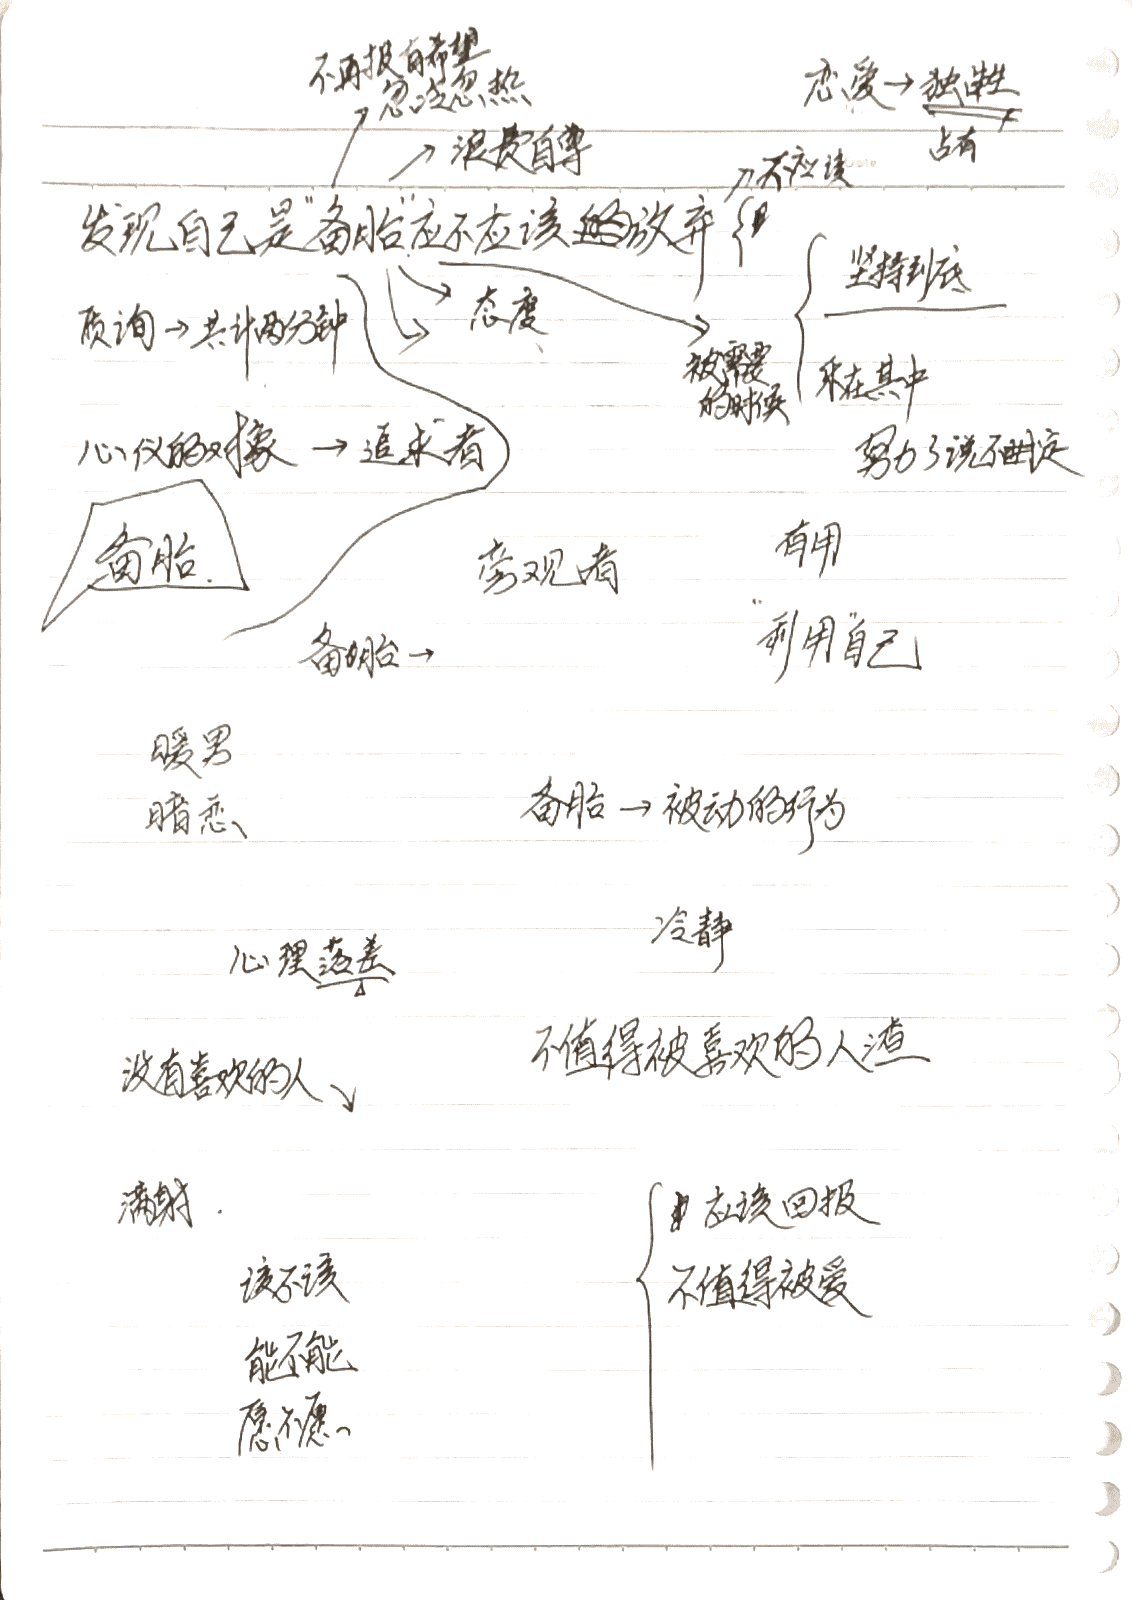 不再报有希望
忽冷忽热
恋爱→独占性
占有
→浪费自尊
不应该
发现自己是"备胎"应不应该放弃
坚持到底
质询→共计两分钟
态度
被需要
的时候
乐在其中
心仪的对象→追求者
努力了说不定
备胎
旁观者
有用
备胎→
"利用"自己
暖男
暗恋
备胎→被动的行为
冷静
心理落差
不值得被喜欢的人渣
没有喜欢的人
满射
应该回报
该不该
不值得被爱
能不能
愿不愿